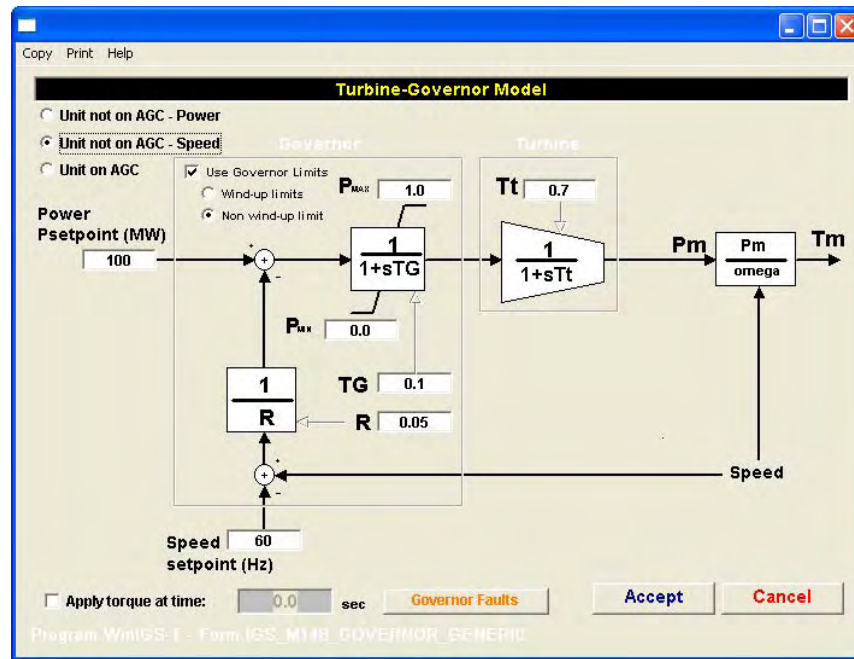 Copy Print Help
Turbine-Governor Model
Unit not on AGC - Power
Unit not on AGC - Speed
Unit on AGC
Governor
Turbine
Use Governor Limits
Wind-up limits
Non wind-up limit
PMAX 1.0
Tt 0.7
Power
Psetpoint (MW)
100
+
-
+
1
1+sTG
1
1+sTt
Pm
Pm
omega
Tm
PMIN 0.0
TG 0.1
1
R
R 0.05
+
+
-
Speed
Speed
setpoint (Hz)
60
Apply torque at time: 0.0 sec
Governor Faults
Accept
Cancel
Program WinIGS-T - Form IGS_M14B_GOVERNOR_GENERIC